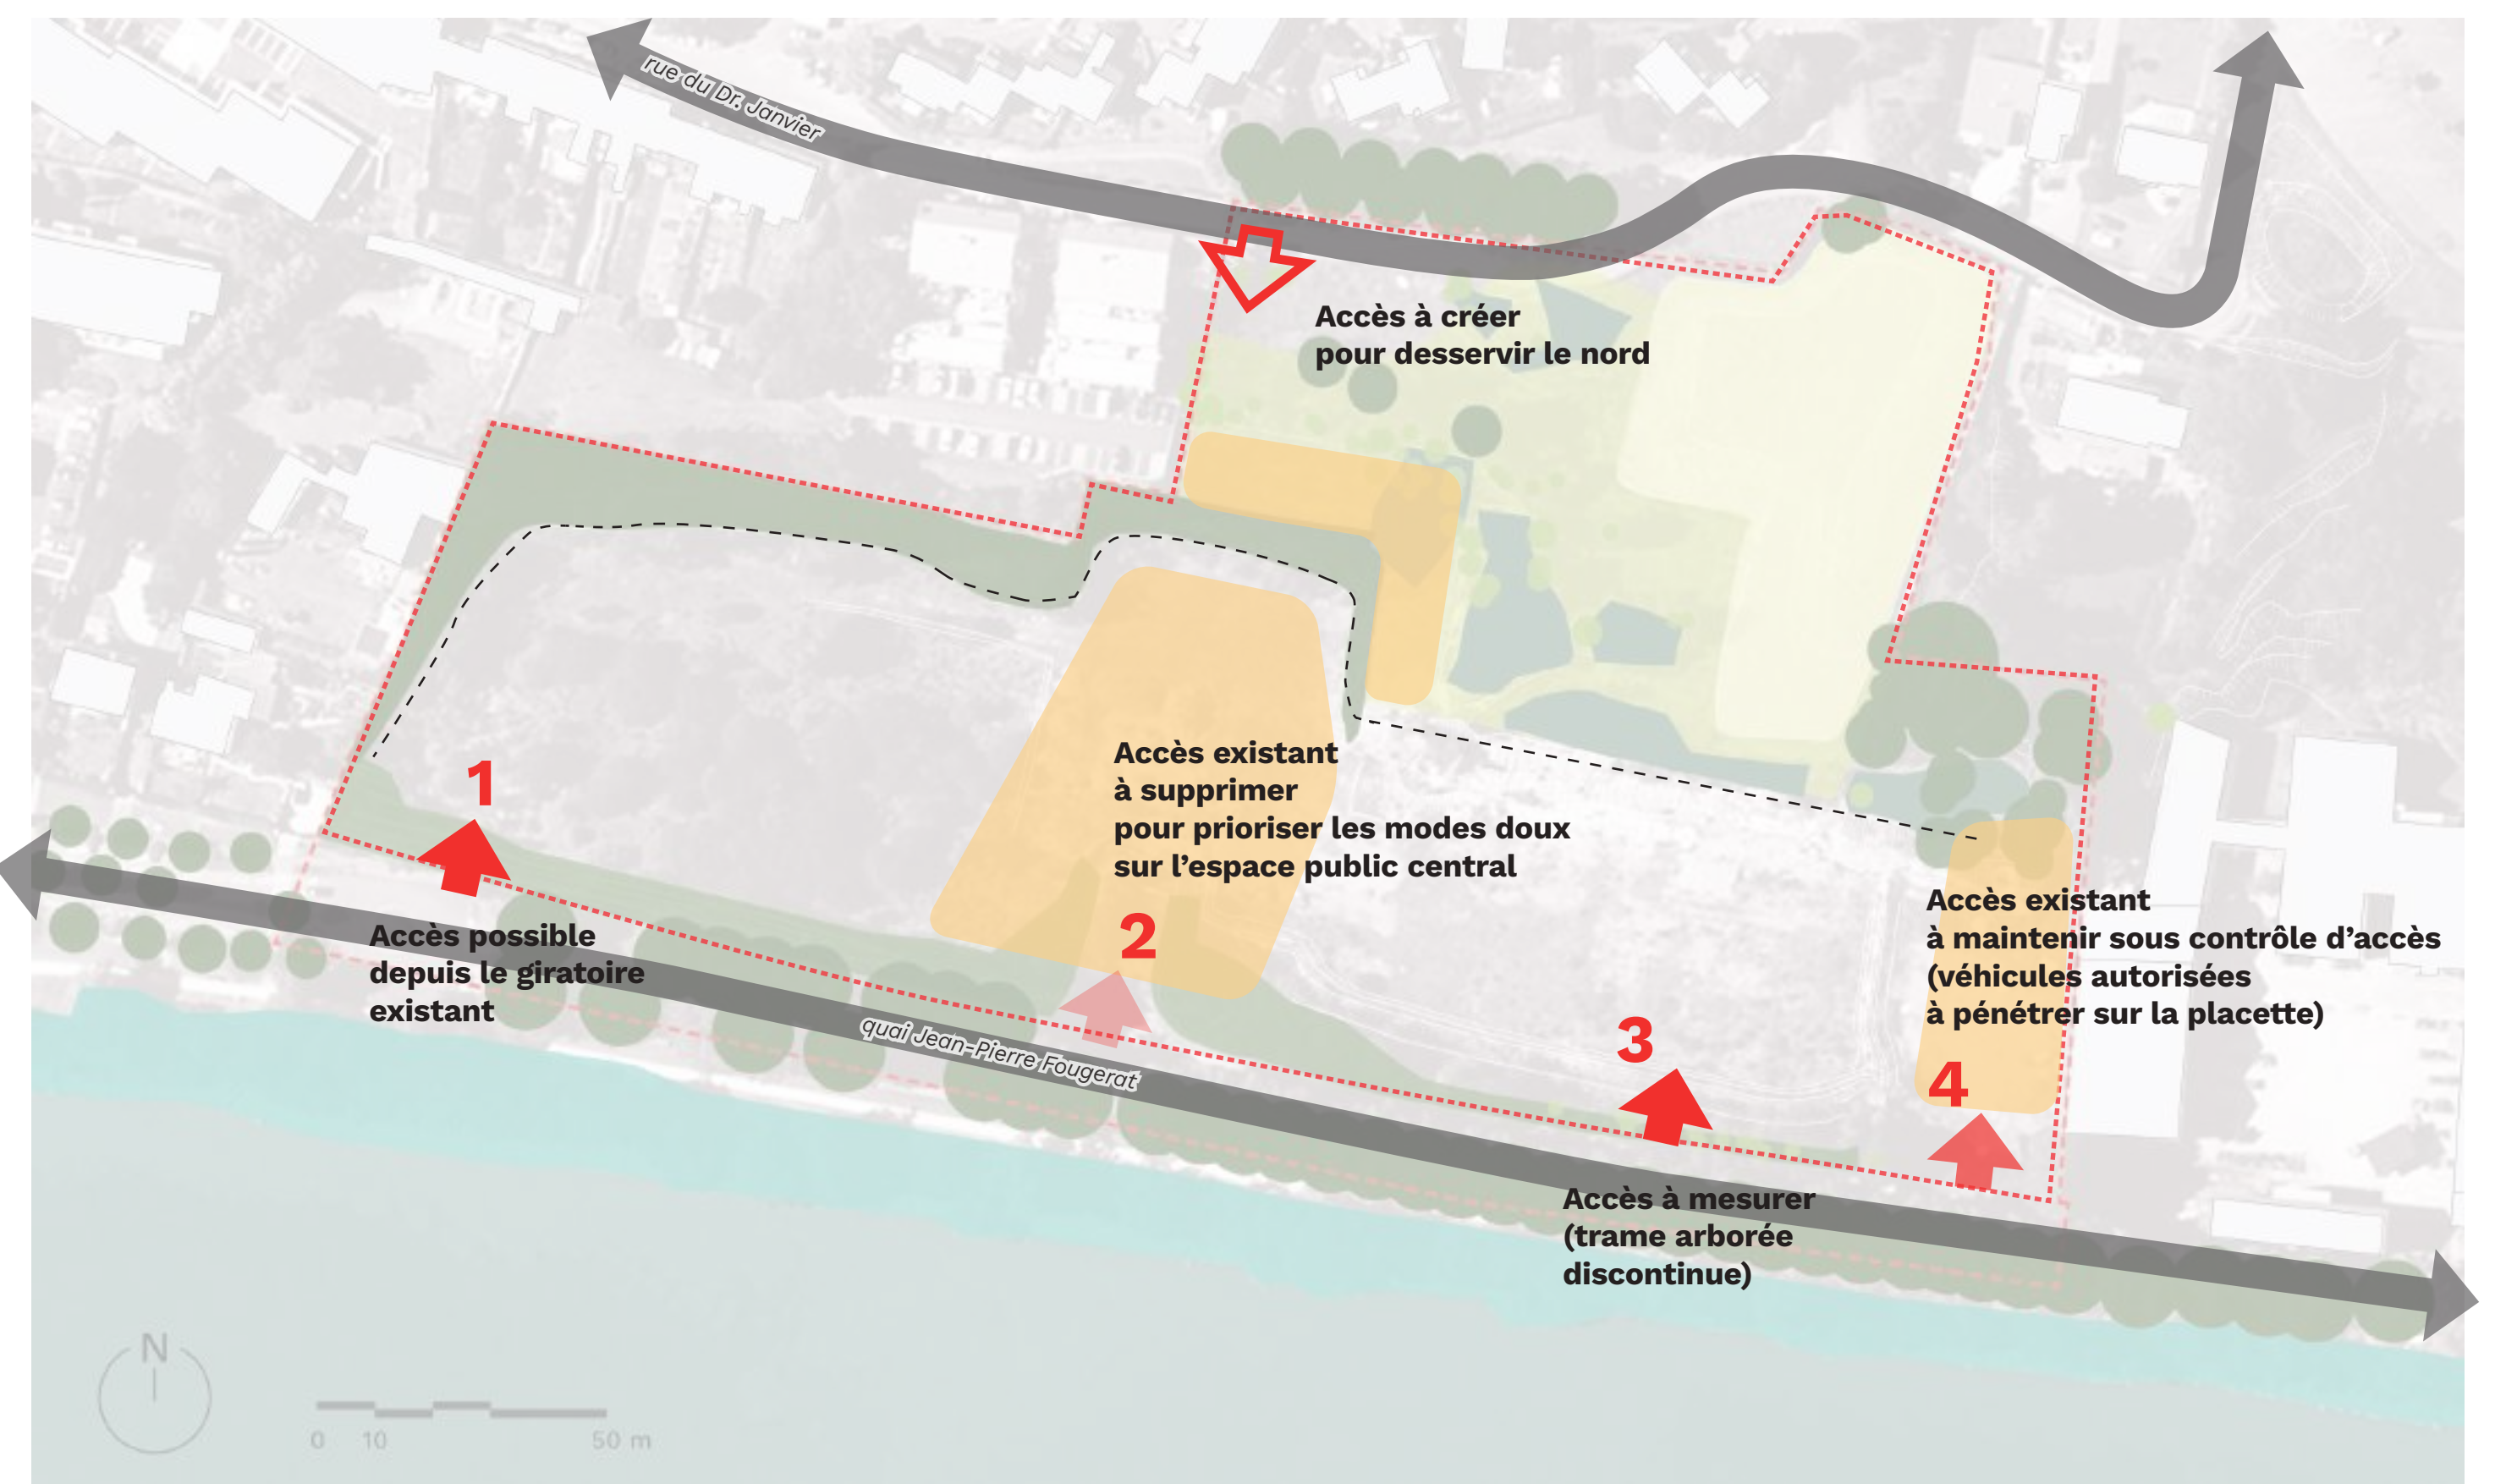 rue du Dr. Janvier
Accès à créer
pour desservir le nord
1
Accès existant
à supprimer
pour prioriser les modes doux
sur l’espace public central
2
Accès possible
depuis le giratoire
existant
Accès existant
à maintenir sous contrôle d’accès
(véhicules autorisées
à pénétrer sur la placette)
quai Jean-Pierre Fougerat
3
4
Accès à mesurer
(trame arborée
discontinue)
N
0 10 50 m